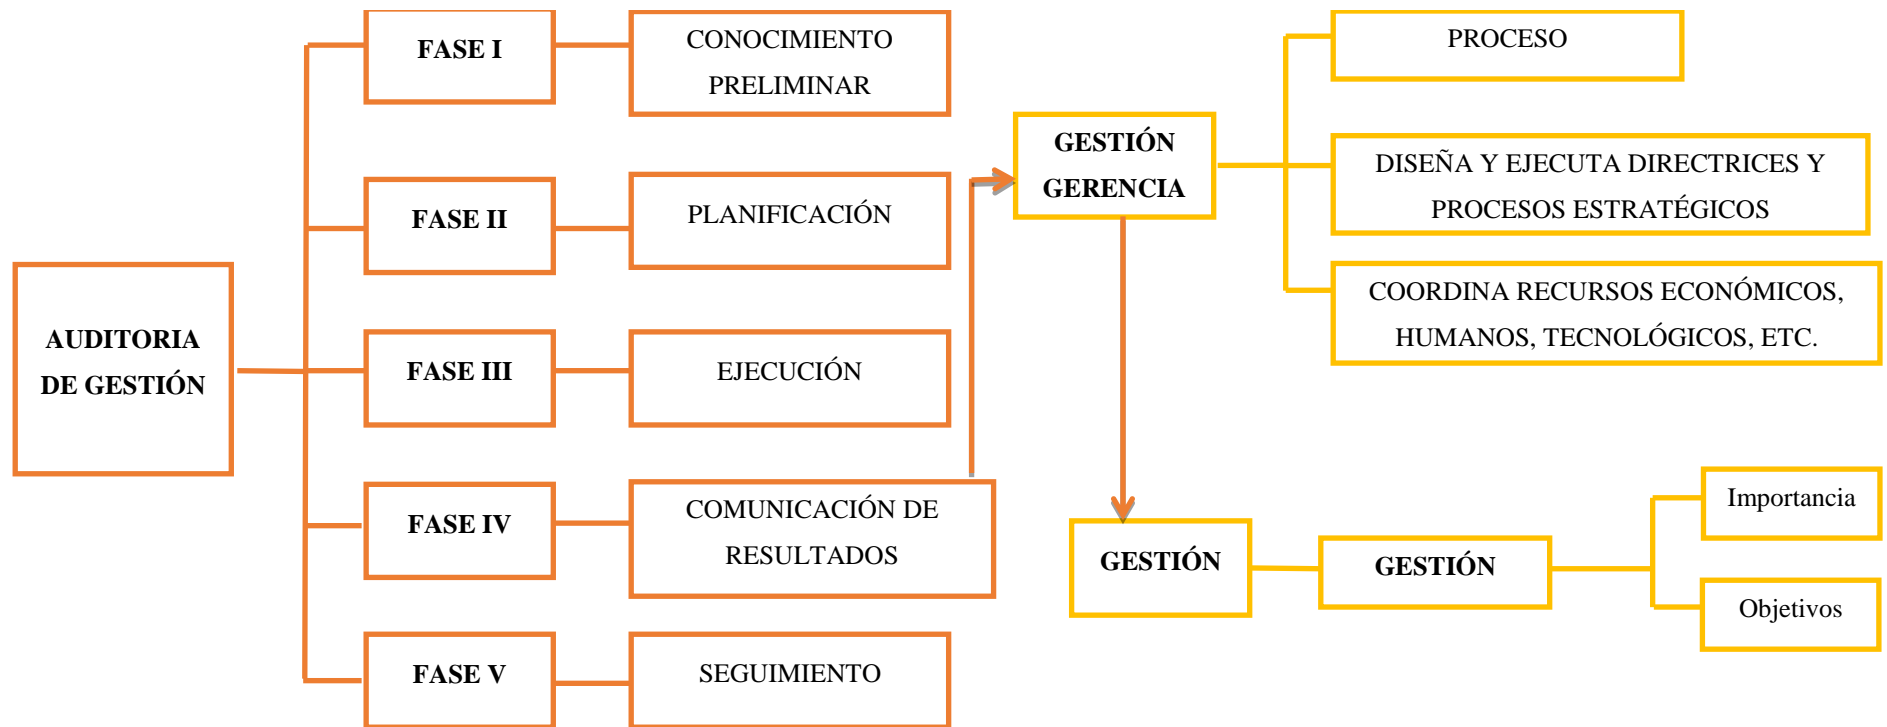 AUDITORIA
DE GESTIÓN
FASE I
CONOCIMIENTO
PRELIMINAR
FASE II
PLANIFICACIÓN
FASE III
EJECUCIÓN
FASE IV
COMUNICACIÓN DE
RESULTADOS
FASE V
SEGUIMIENTO
GESTIÓN
GERENCIA
PROCESO
DISEÑA Y EJECUTA DIRECTRICES Y
PROCESOS ESTRATÉGICOS
COORDINA RECURSOS ECONÓMICOS,
HUMANOS, TECNOLÓGICOS, ETC.
GESTIÓN
GESTIÓN
Importancia
Objetivos